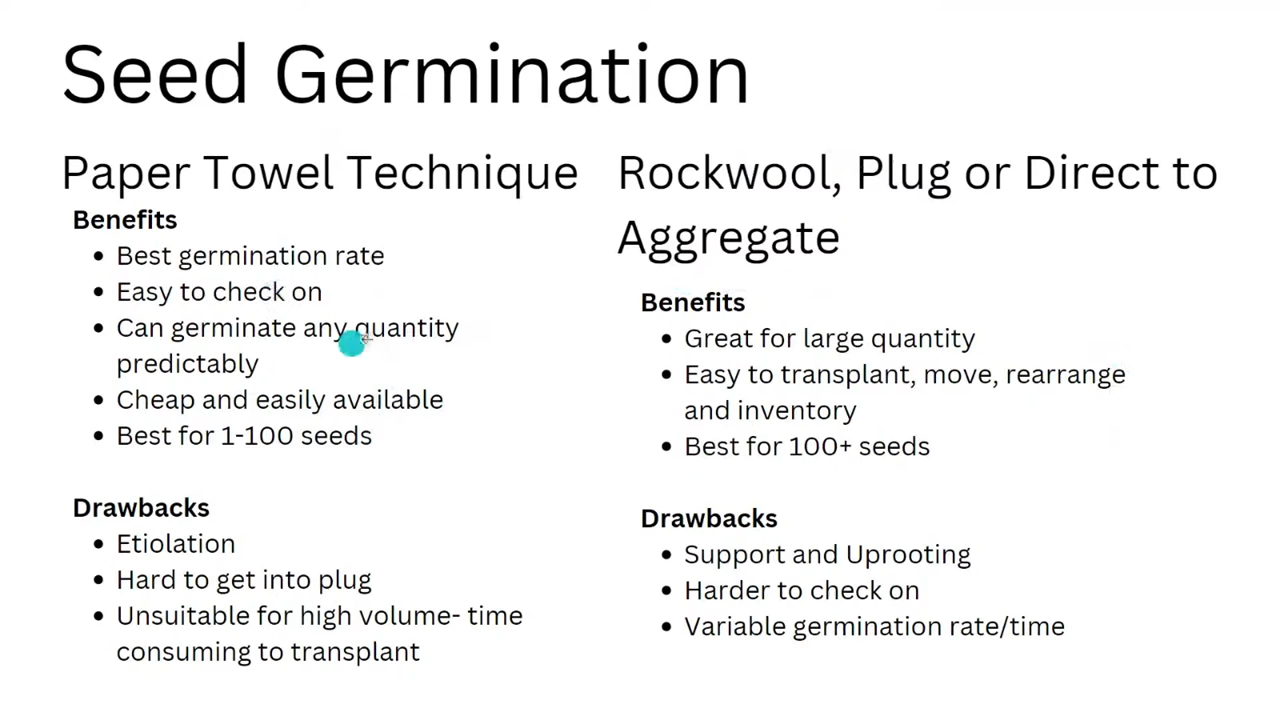 Seed Germination
Paper Towel Technique
Benefits
• Best germination rate
• Easy to check on
• Can germinate any quantity
predictably
• Cheap and easily available
• Best for 1-100 seeds
Drawbacks
• Etiolation
• Hard to get into plug
• Unsuitable for high volume- time
consuming to transplant
Rockwool, Plug or Direct to
Aggregate
Benefits
• Great for large quantity
• Easy to transplant, move, rearrange
and inventory
• Best for 100+ seeds
Drawbacks
• Support and Uprooting
• Harder to check on
• Variable germination rate/time